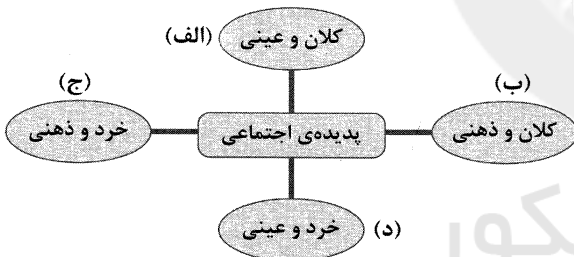 کلان و عینی (الف)
(ب)
(ج)
کلان و ذهنی
پدیده‌ی اجتماعی
خرد و ذهنی
(د) خرد و عینی